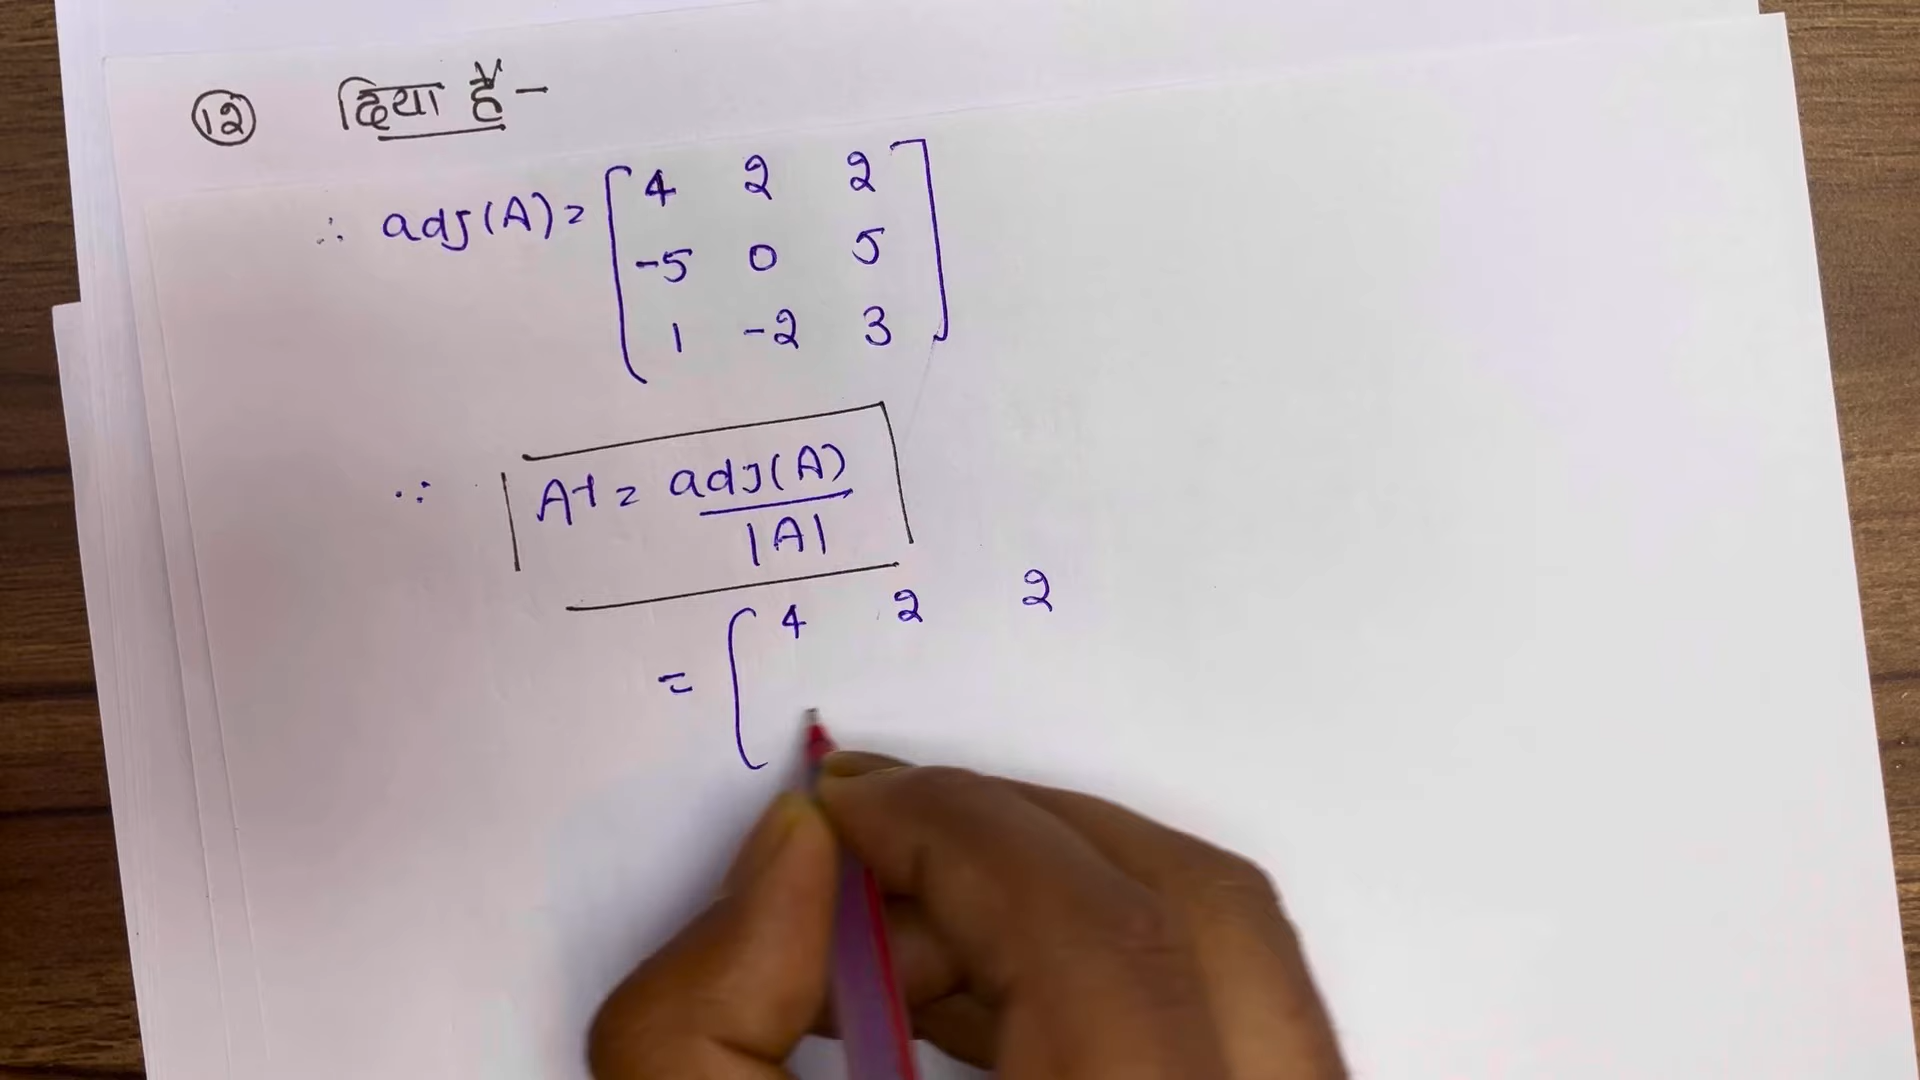 12 दिया हैं -
∴ adj(A) = [ 4 2 2
-5 0 5
1 -2 3 ]
∵ A-1 = adj(A)
|A|
= [ 4 2 2